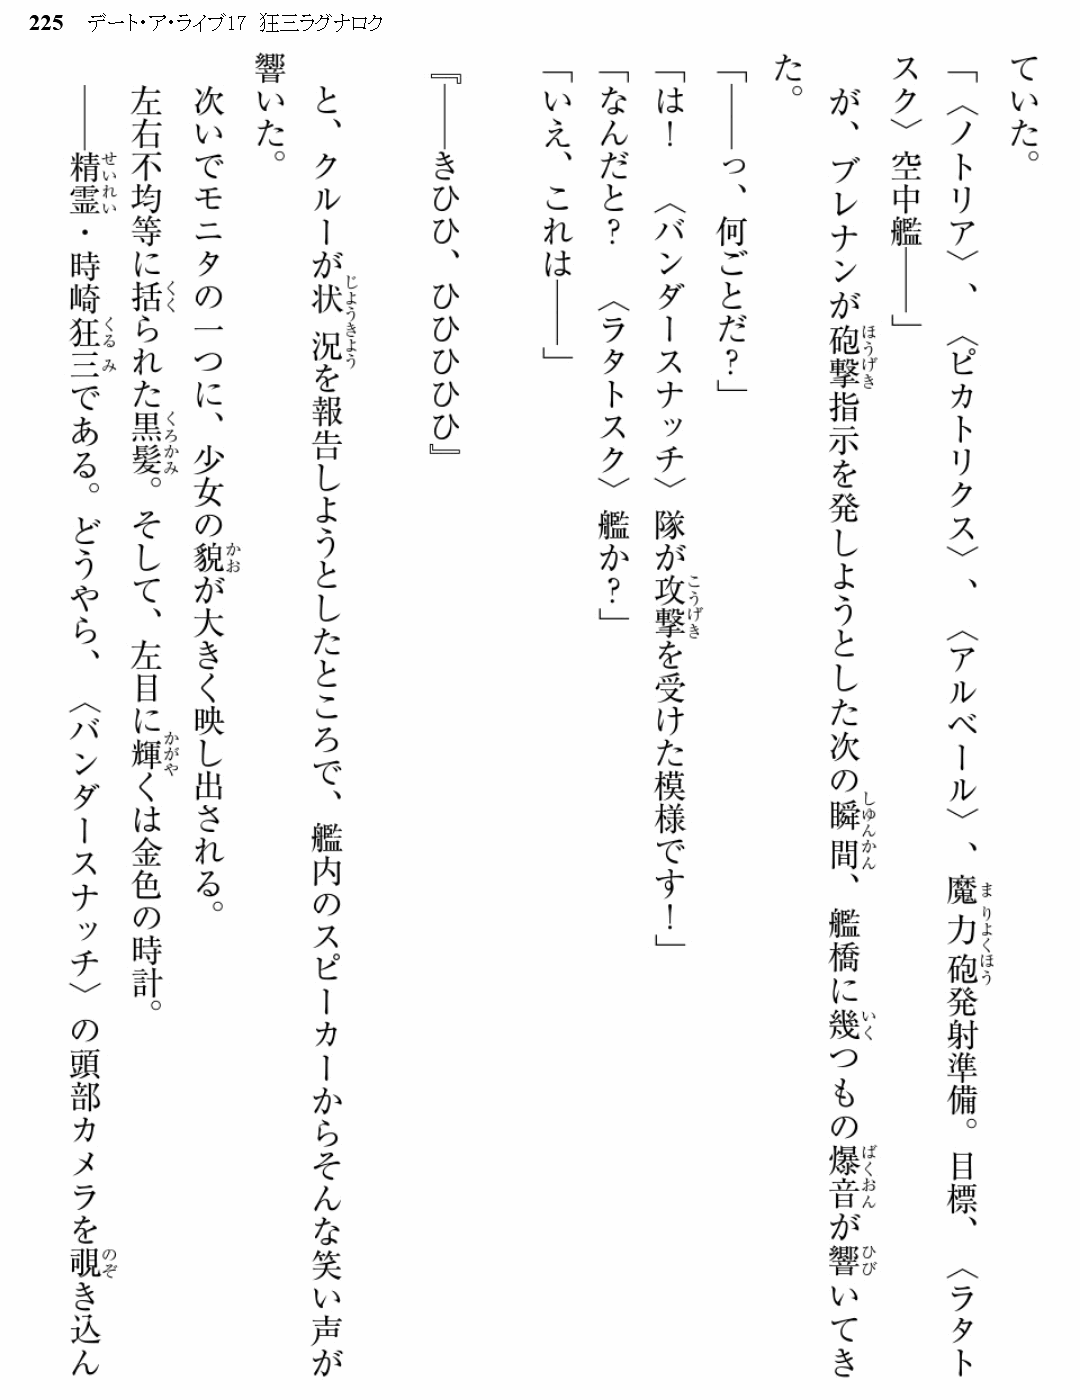 225　デート・ア・ライブ17　狂三ラグナロク
ていた。
「〈ノトリア〉、〈ピカトリクス〉、〈アルベール〉、魔力砲発射準備。目標、〈ラタト
スク〉空中艦――」
　が、ブレナンが砲撃指示を発しようとした次の瞬間、艦橋に幾つもの爆音が響いてき
た。
「――っ、何ごとだ？」
「は！　〈バンダースナッチ〉隊が攻撃を受けた模様です！」
「なんだと？　〈ラタトスク〉艦か？」
「いえ、これは――」
『――きひひ、ひひひひひ』
　と、クルーが状況を報告しようとしたところで、艦内のスピーカーからそんな笑い声が
響いた。
　次いでモニタの一つに、少女の貌が大きく映し出される。
　左右不均等に括られた黒髪。そして、左目に輝くは金色の時計。
　――精霊・時崎狂三である。どうやら、〈バンダースナッチ〉の頭部カメラを覗き込ん